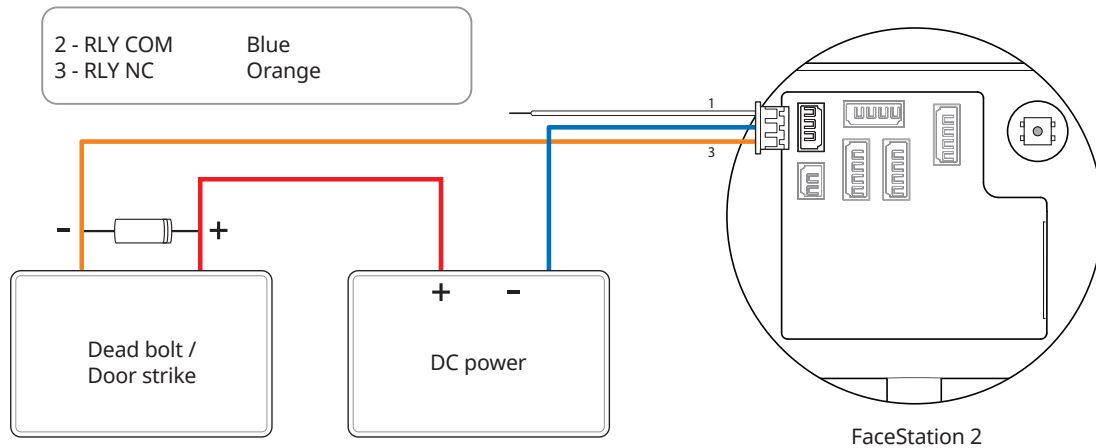 2 - RLY COM Blue
3 - RLY NC Orange
1
3
- +
+ -
Dead bolt /
Door strike
DC power
FaceStation 2